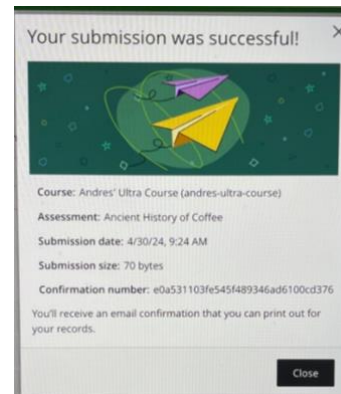 Your submission was successful!
Course: Andres' Ultra Course (andres-ultra-course)
Assessment: Ancient History of Coffee
Submission date: 4/30/24, 9:24 AM
Submission size: 70 bytes
Confirmation number: e0a531103fe545f489346ad6100cd376
You'll receive an email confirmation that you can print out for
your records.
Close